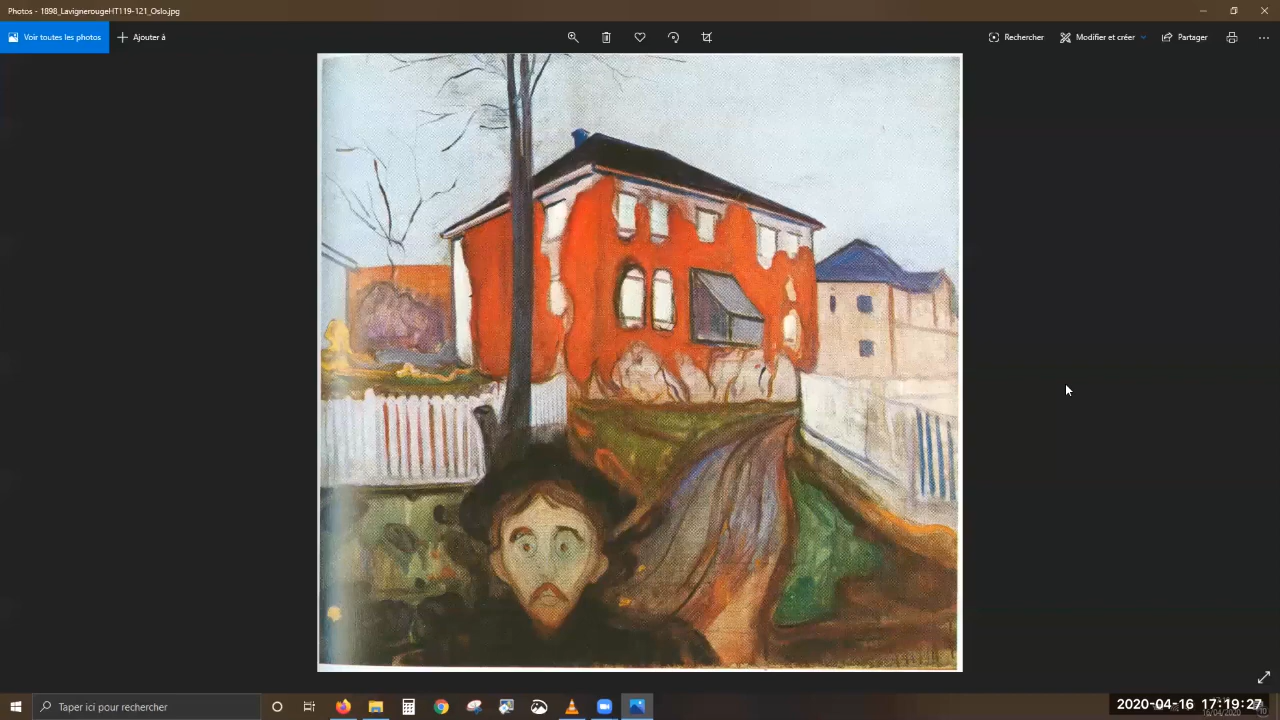 Photos - 1898_LavignerougeHT119-121_Oslo.jpg
Voir toutes les photos
Ajouter à
Rechercher
Modifier et créer
Partager
Taper ici pour rechercher
2020-04-16 17:19:27